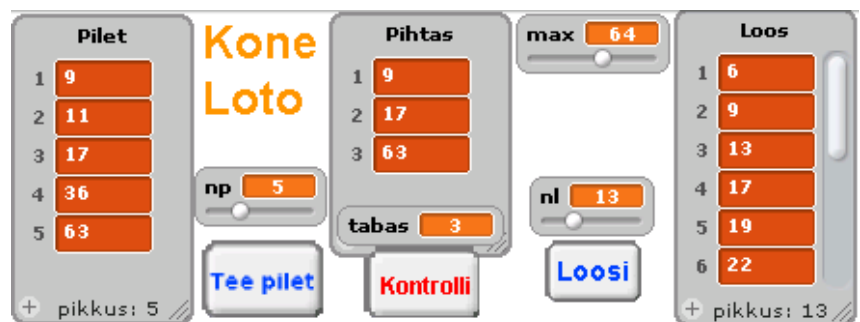 Pilet
1 9
2 11
3 17
4 36
5 63
+ pikkus: 5
Kone
Loto
np 5
Tee pilet
Pihtas
1 9
2 17
3 63
tabas 3
Kontrolli
max 64
nl 13
Loosi
Loos
1 6
2 9
3 13
4 17
5 19
6 22
+ pikkus: 13